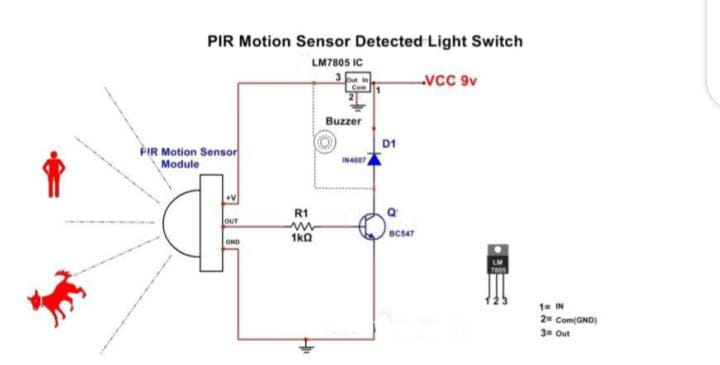 PIR Motion Sensor Detected Light Switch
LM7805 IC
3 Out In
Com 1
2
VCC 9v
Buzzer
D1
IN4007
PIR Motion Sensor
Module
+V
OUT
GND
R1
1kΩ
Q'
BC547
LM
7805
1 2 3
1= IN
2= Com(GND)
3= Out